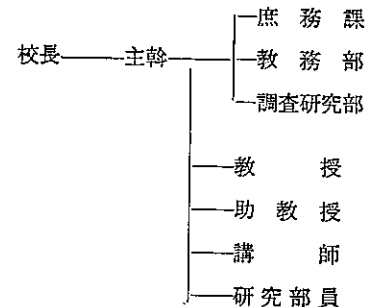 庶務課
校長 主幹 教務部
調査研究部
教授
助教授
講師
研究部員